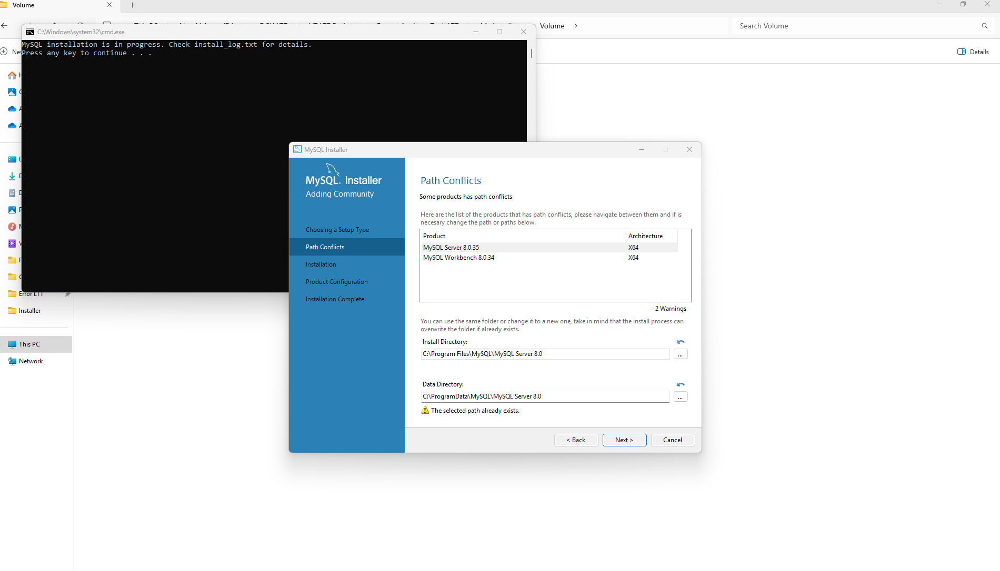 Volume
Volume
Search Volume
C:\Windows\system32\cmd.exe
MySQL installation is in progress. Check install_log.txt for details.
Press any key to continue . . .
Details
Error LTT
Installer
This PC
Network
MySQL Installer
MySQL. Installer
Adding Community
Choosing a Setup Type
Path Conflicts
Installation
Product Configuration
Installation Complete
Path Conflicts
Some products has path conflicts
Here are the list of the products that has path conflicts, please navigate between them and if is
necesary change the path or paths below.
Product Architecture
MySQL Server 8.0.35 X64
MySQL Workbench 8.0.34 X64
2 Warnings
You can use the same folder or change it to a new one, take in mind that the install process can
overwrite the folder if already exists.
Install Directory:
C:\Program Files\MySQL\MySQL Server 8.0
...
Data Directory:
C:\ProgramData\MySQL\MySQL Server 8.0
...
The selected path already exists.
< Back Next > Cancel